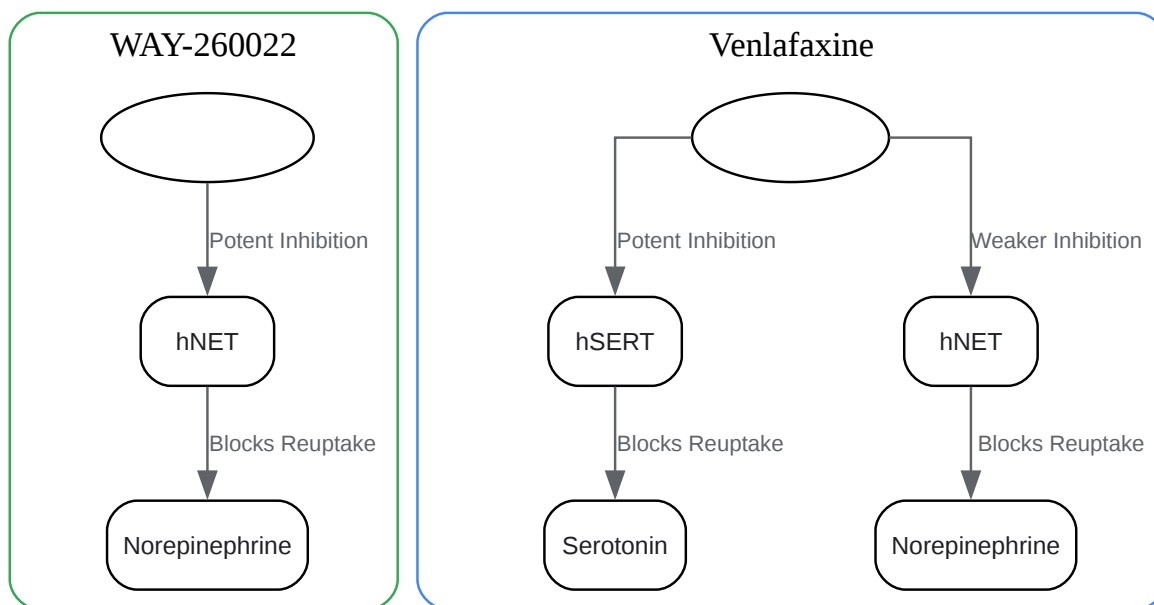 WAY-260022
Potent Inhibition
hNET
Blocks Reuptake
Norepinephrine
Venlafaxine
Potent Inhibition
Weaker Inhibition
hSERT
hNET
Blocks Reuptake
Blocks Reuptake
Serotonin
Norepinephrine